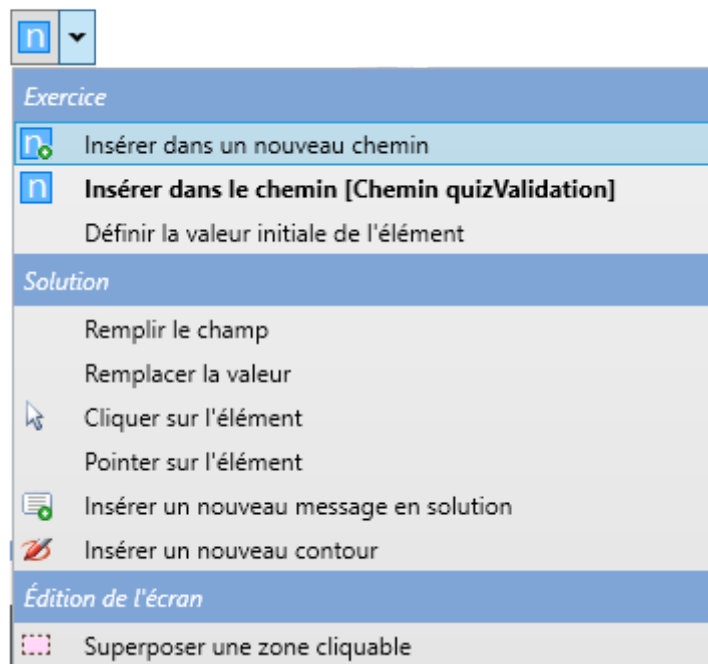 n
Exercice
n Insérer dans un nouveau chemin
n Insérer dans le chemin [Chemin quizValidation]
Définir la valeur initiale de l'élément
Solution
Remplir le champ
Remplacer la valeur
Cliquer sur l'élément
Pointer sur l'élément
Insérer un nouveau message en solution
Insérer un nouveau contour
Édition de l'écran
Superposer une zone cliquable